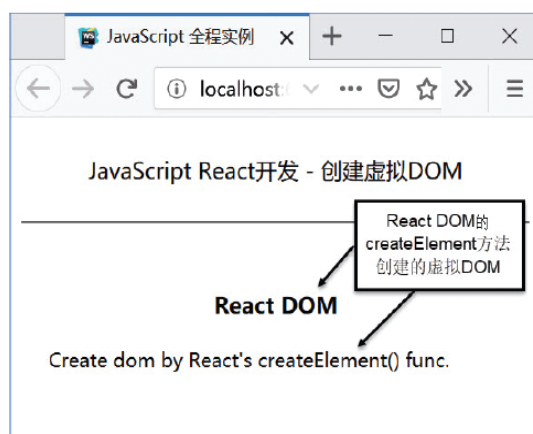 JavaScript 全程实例
localhost:
JavaScript React开发 - 创建虚拟DOM
React DOM的
createElement方法
创建的虚拟DOM
React DOM
Create dom by React's createElement() func.